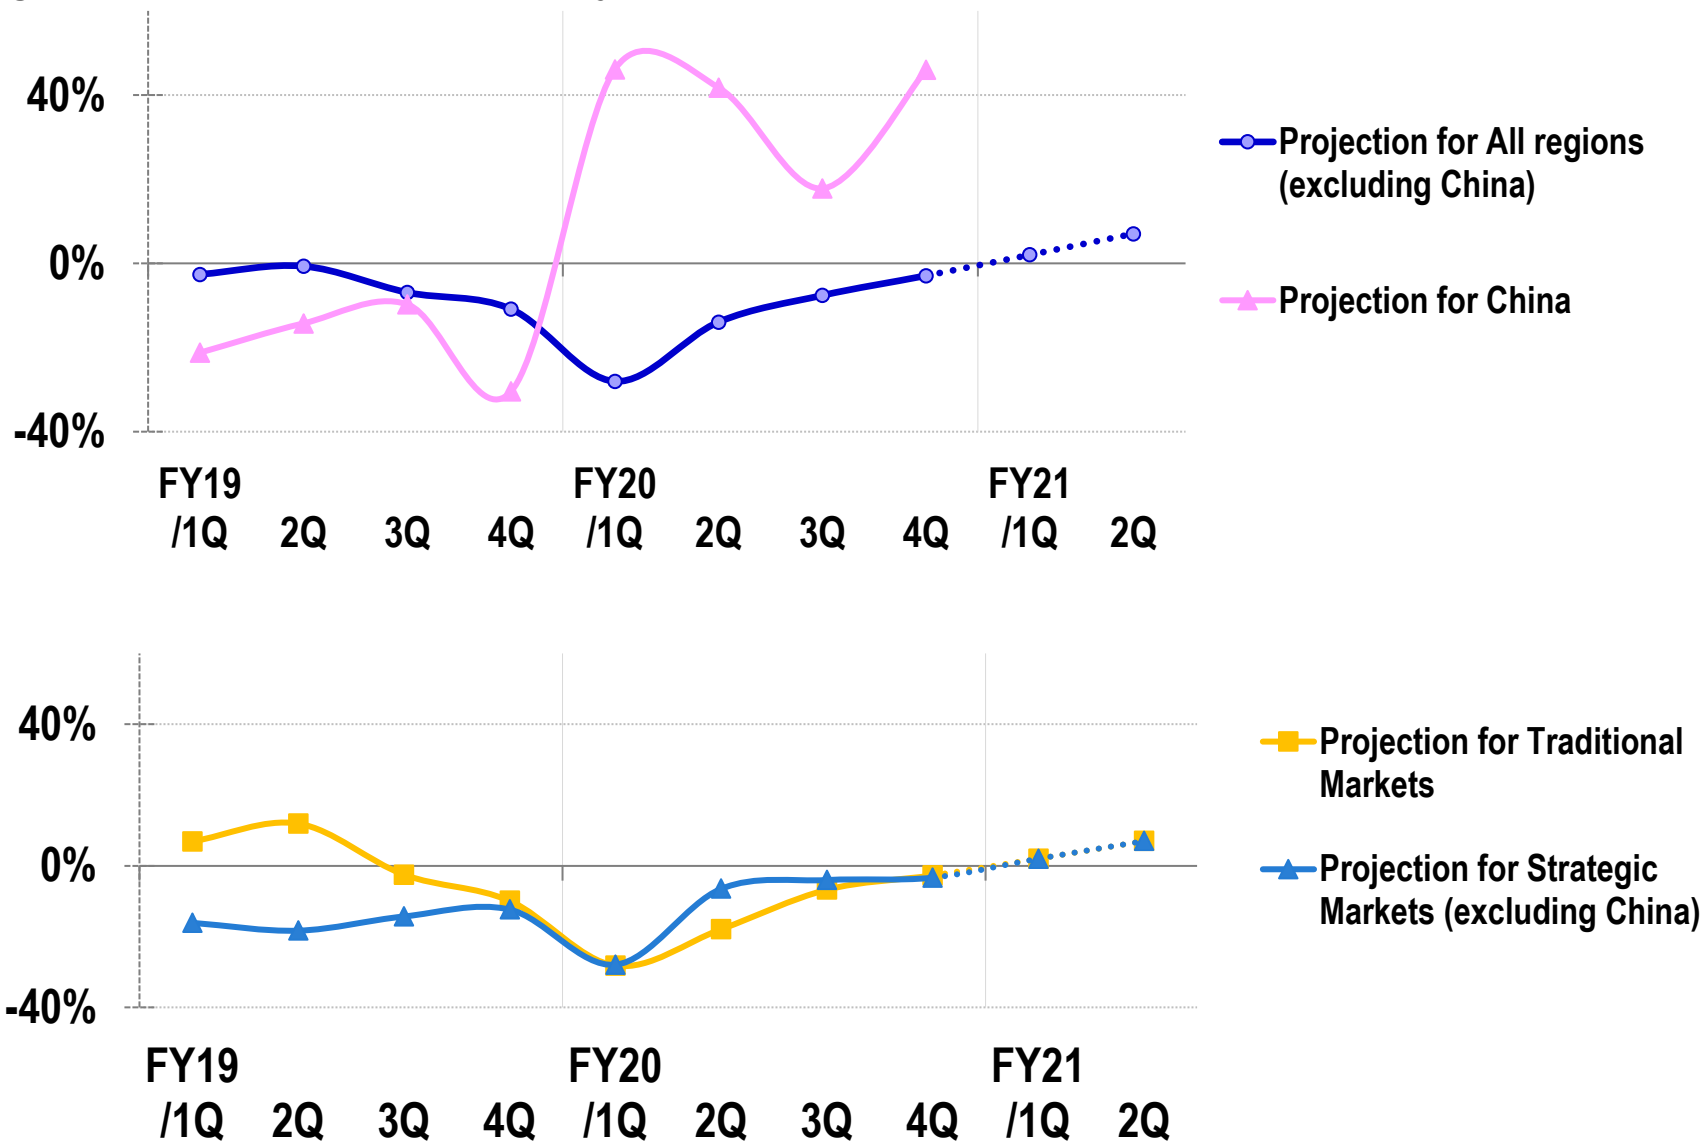 40%
0%
-40%
Projection for All regions
(excluding China)
Projection for China
FY19 FY20 FY21
/1Q 2Q 3Q 4Q /1Q 2Q 3Q 4Q /1Q 2Q
40%
0%
-40%
Projection for Traditional
Markets
Projection for Strategic
Markets (excluding China)
FY19 FY20 FY21
/1Q 2Q 3Q 4Q /1Q 2Q 3Q 4Q /1Q 2Q